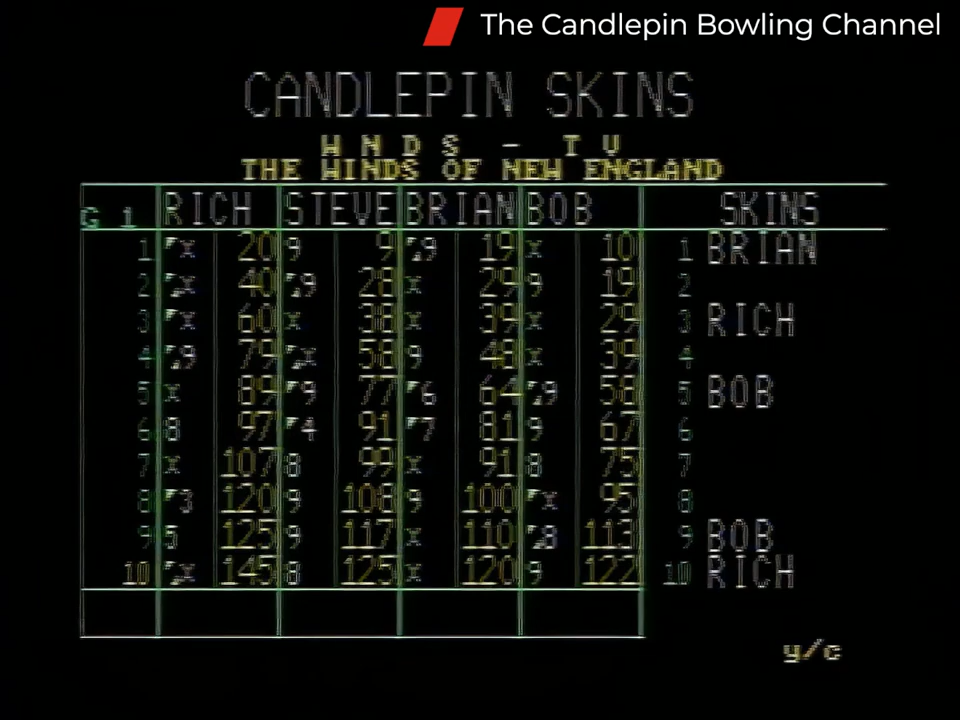 The Candlepin Bowling Channel
CANDLEPIN SKINS
W N D S - T V
THE WINDS OF NEW ENGLAND
G 1 RICH STEVE BRIAN BOB SKINS
1 ◤x 20 9 9 ◤9 19 x 10 1 BRIAN
2 ◤x 40 ◤9 28 x 29 9 19 2
3 ◤x 60 x 38 x 39 x 29 3 RICH
4 ◤9 79 ◤x 58 9 48 x 39 4
5 x 89 ◤9 77 ◤6 64 ◤9 58 5 BOB
6 8 97 ◤4 91 ◤7 81 9 67 6
7 x 107 8 99 x 91 8 75 7
8 ◤3 120 9 108 9 100 ◤x 95 8
9 5 125 9 117 x 110 ◤8 113 9 BOB
10 ◤x 145 8 125 x 120 9 122 10 RICH
y/c